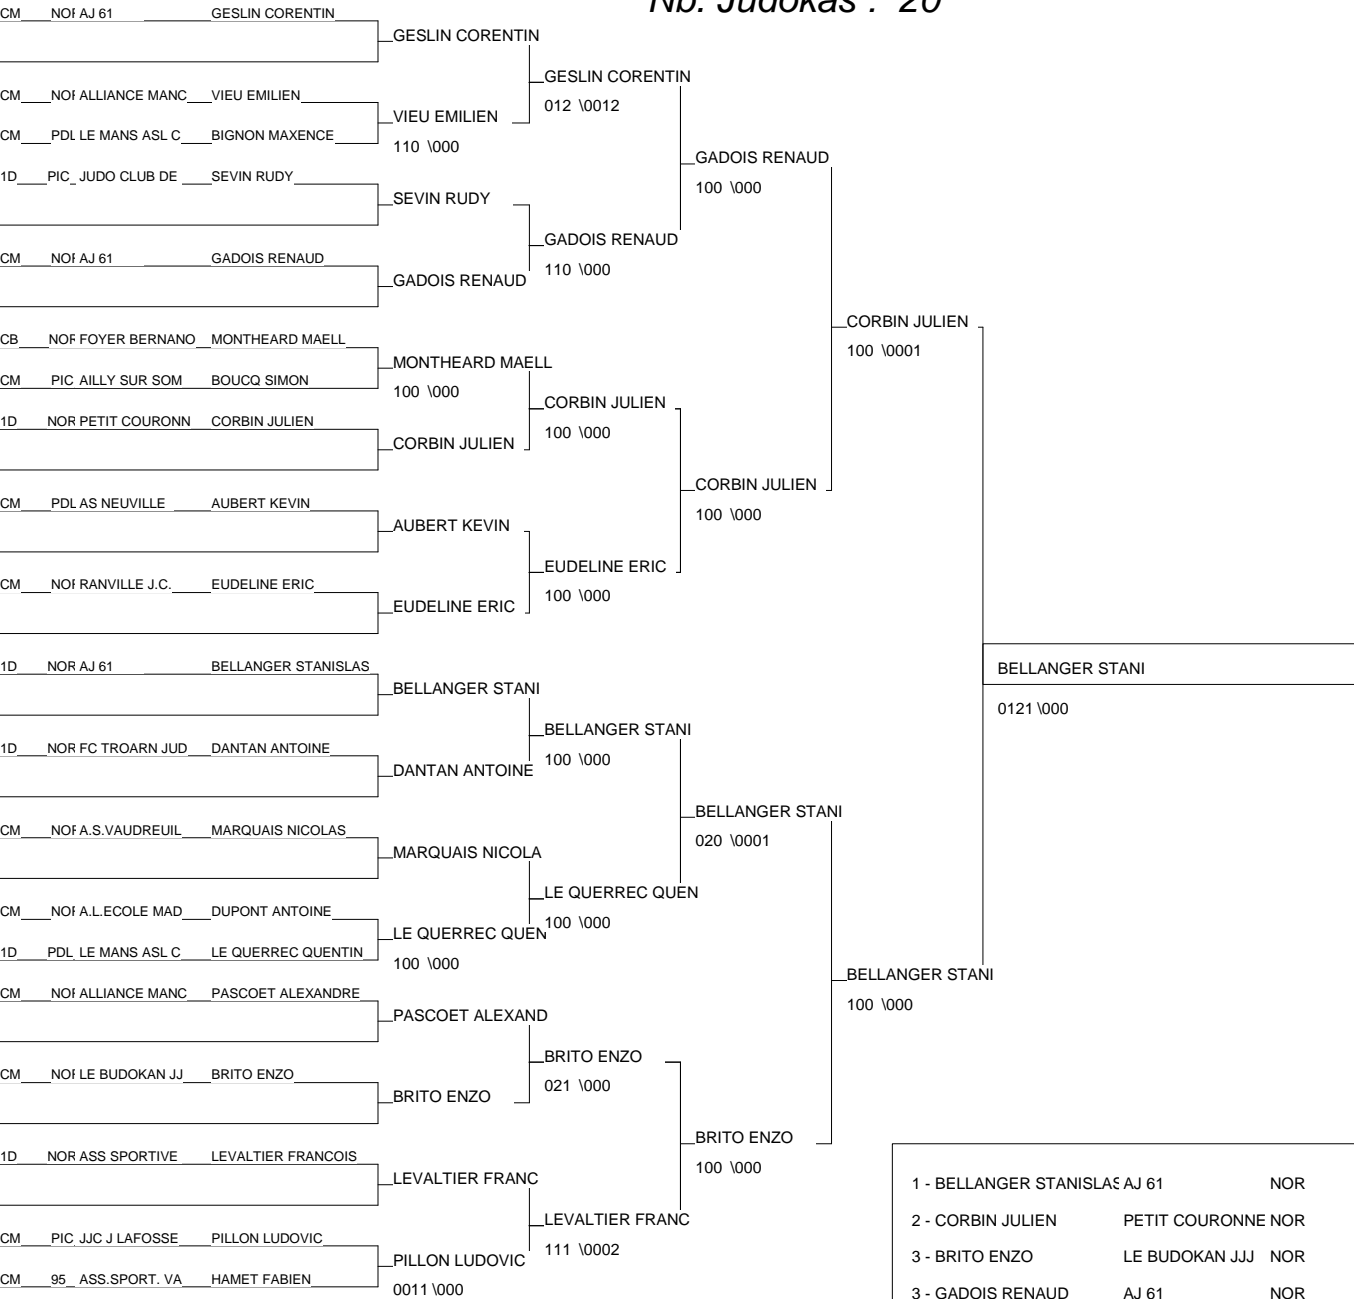 Nb. Judokas : 20
CM NOR AJ 61 GESLIN CORENTIN
GESLIN CORENTIN
GESLIN CORENTIN
012 \0012
CM NOR ALLIANCE MANC VIEU EMILIEN
VIEU EMILIEN
110 \000
CM PDL LE MANS ASL C BIGNON MAXENCE
GADOIS RENAUD
100 \000
1D PIC JUDO CLUB DE SEVIN RUDY
SEVIN RUDY
GADOIS RENAUD
110 \000
CM NOR AJ 61 GADOIS RENAUD
GADOIS RENAUD
CORBIN JULIEN
100 \0001
CB NOR FOYER BERNANO MONTHEARD MAELL
MONTHEARD MAELL
100 \000
CM PIC AILLY SUR SOM BOUCQ SIMON
CORBIN JULIEN
100 \000
1D NOR PETIT COURONN CORBIN JULIEN
CORBIN JULIEN
CORBIN JULIEN
100 \000
CM PDL AS NEUVILLE AUBERT KEVIN
AUBERT KEVIN
EUDELINE ERIC
100 \000
CM NOR RANVILLE J.C. EUDELINE ERIC
EUDELINE ERIC
BELLANGER STANI
0121 \000
1D NOR AJ 61 BELLANGER STANISLAS
BELLANGER STANI
BELLANGER STANI
100 \000
1D NOR FC TROARN JUD DANTAN ANTOINE
DANTAN ANTOINE
BELLANGER STANI
020 \0001
CM NOR A.S.VAUDREUIL MARQUAIS NICOLAS
MARQUAIS NICOLA
LE QUERREC QUEN
100 \000
CM NOR A.L.ECOLE MAD DUPONT ANTOINE
LE QUERREC QUEN
100 \000
1D PDL LE MANS ASL C LE QUERREC QUENTIN
BELLANGER STANI
100 \000
CM NOR ALLIANCE MANC PASCOET ALEXANDRE
PASCOET ALEXAND
BRITO ENZO
021 \000
CM NOR LE BUDOKAN JJ BRITO ENZO
BRITO ENZO
BRITO ENZO
100 \000
1D NOR ASS SPORTIVE LEVALTIER FRANCOIS
LEVALTIER FRANC
LEVALTIER FRANC
111 \0002
CM PIC JJC J LAFOSSE PILLON LUDOVIC
PILLON LUDOVIC
0011 \000
CM 95 ASS.SPORT. VA HAMET FABIEN
1 - BELLANGER STANISLAS AJ 61 NOR
2 - CORBIN JULIEN PETIT COURONNE NOR
3 - BRITO ENZO LE BUDOKAN JJJ NOR
3 - GADOIS RENAUD AJ 61 NOR